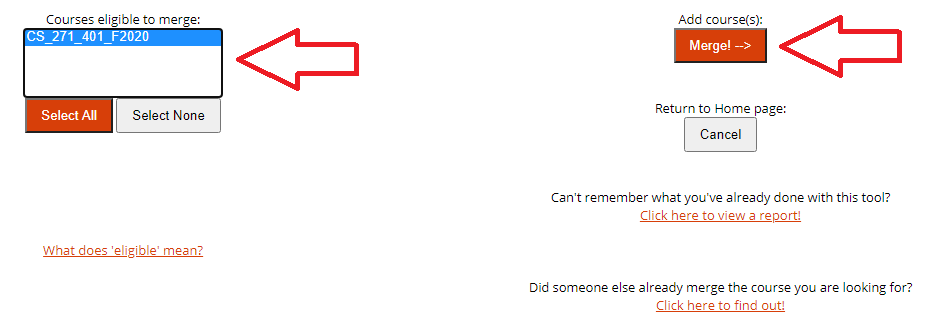 Courses eligible to merge:
CS_271_401_F2020
Select All
Select None
What does 'eligible' mean?
Add course(s):
Merge! -->
Return to Home page:
Cancel
Can't remember what you've already done with this tool?
Click here to view a report!
Did someone else already merge the course you are looking for?
Click here to find out!